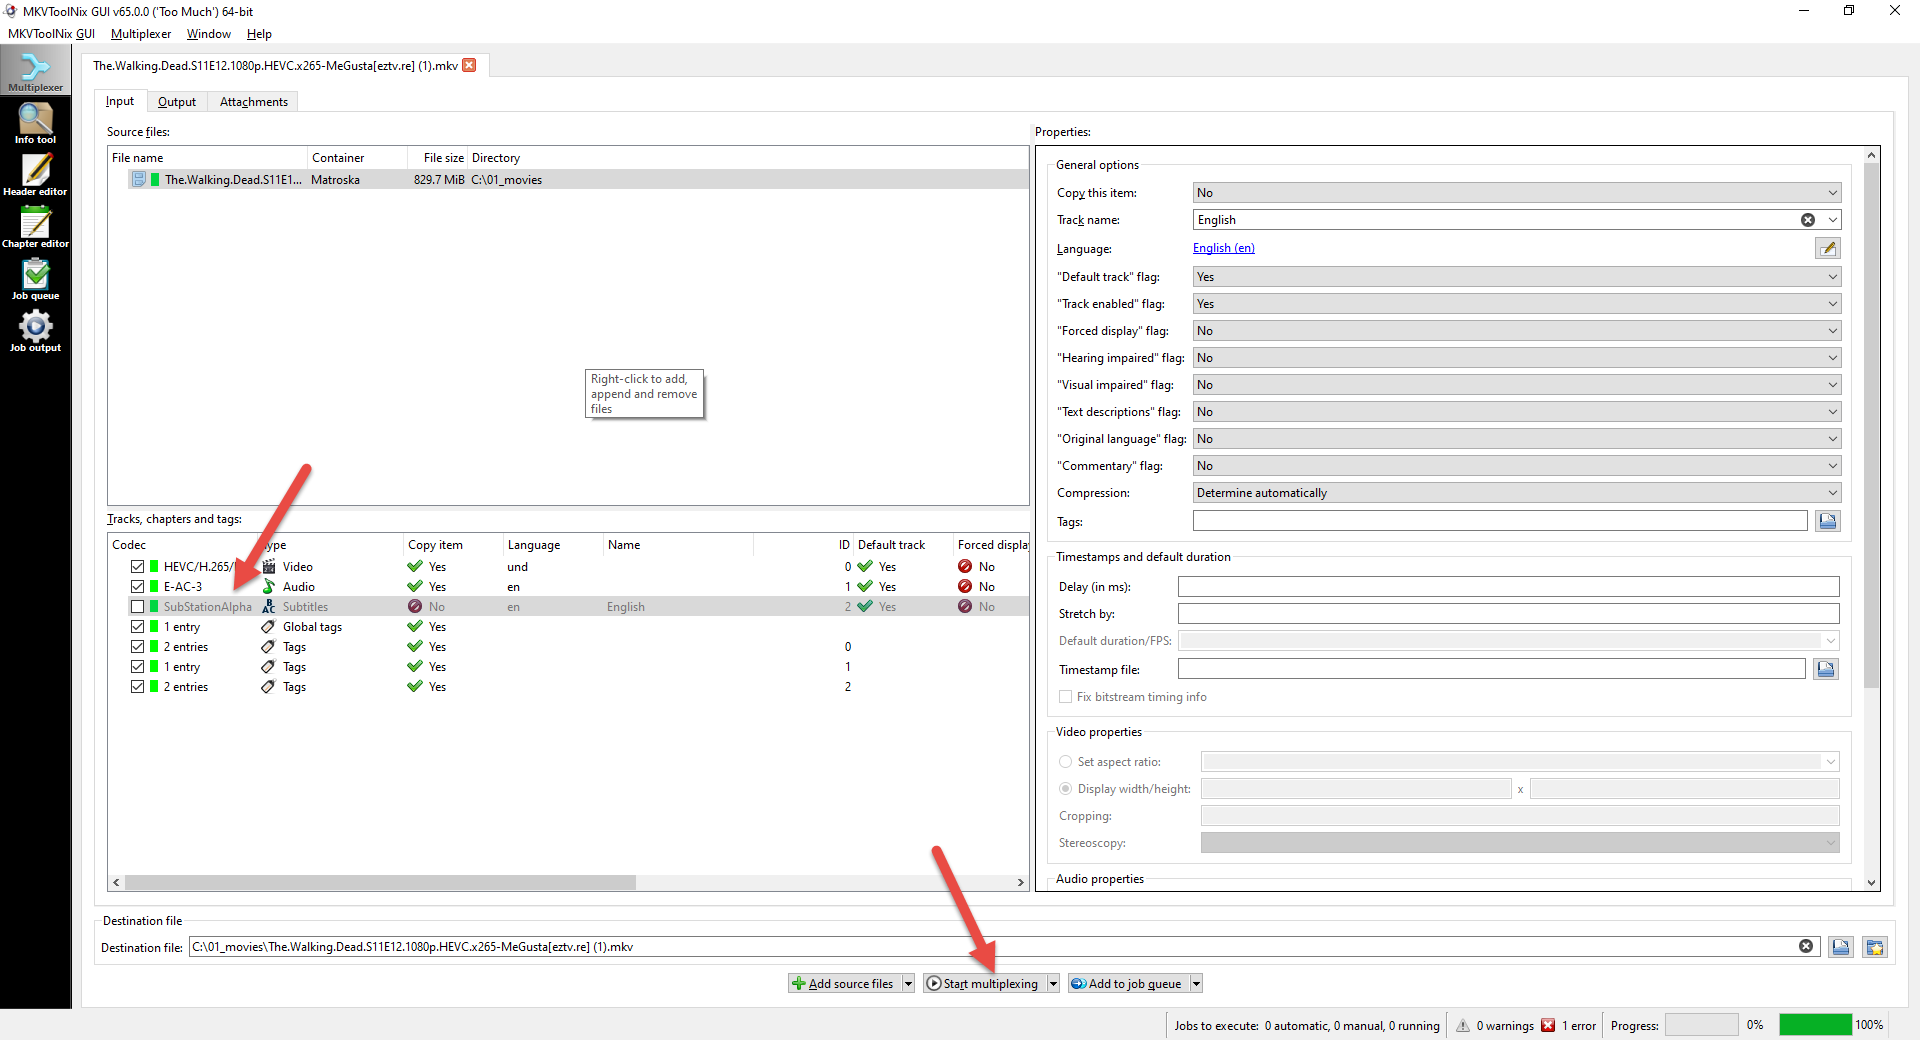 MKVToolNix GUI v65.0.0 ('Too Much') 64-bit
MKVToolNix GUI Multiplexer Window Help
Multiplexer
Info tool
Header editor
Chapter editor
Job queue
Job output
The.Walking.Dead.S11E12.1080p.HEVC.x265-MeGusta[eztv.re] (1).mkv
Input Output Attachments
Source files:
File name Container File size Directory
The.Walking.Dead.S11E1... Matroska 829.7 MiB C:\01_movies
Right-click to add,
append and remove
files
Tracks, chapters and tags:
Codec ype Copy item Language Name ID Default track Forced displa
HEVC/H.265/ Video Yes und 0 Yes No
E-AC-3 Audio Yes en 1 Yes No
SubStationAlpha Subtitles No en English 2 Yes No
1 entry Global tags Yes
2 entries Tags Yes 0
1 entry Tags Yes 1
2 entries Tags Yes 2
Properties:
General options
Copy this item: No
Track name: English
Language: English (en)
"Default track" flag: Yes
"Track enabled" flag: Yes
"Forced display" flag: No
"Hearing impaired" flag: No
"Visual impaired" flag: No
"Text descriptions" flag: No
"Original language" flag: No
"Commentary" flag: No
Compression: Determine automatically
Tags:
Timestamps and default duration
Delay (in ms):
Stretch by:
Default duration/FPS:
Timestamp file:
Fix bitstream timing info
Video properties
Set aspect ratio:
Display width/height: x
Cropping:
Stereoscopy:
Audio properties
Destination file
Destination file: C:\01_movies\The.Walking.Dead.S11E12.1080p.HEVC.x265-MeGusta[eztv.re] (1).mkv
Add source files Start multiplexing Add to job queue
Jobs to execute: 0 automatic, 0 manual, 0 running 0 warnings 1 error Progress: 0% 100%